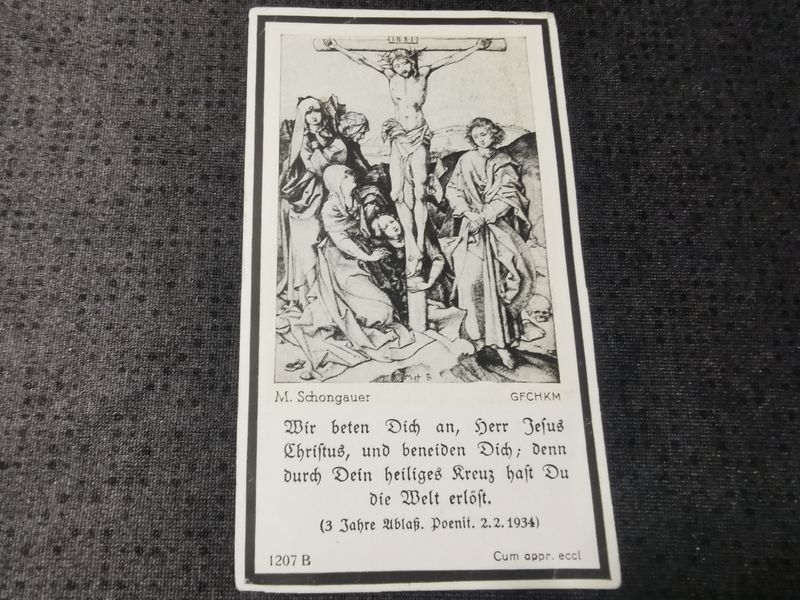 INRI
M + S
M. Schongauer
GFCHKM
Wir beten Dich an, Herr Jesus
Christus, und beneiden Dich; denn
durch Dein heiliges Kreuz hast Du
die Welt erlöst.
(3 Jahre Ablaß. Poenit. 2.2.1934)
1207 B
Cum appr. eccl.